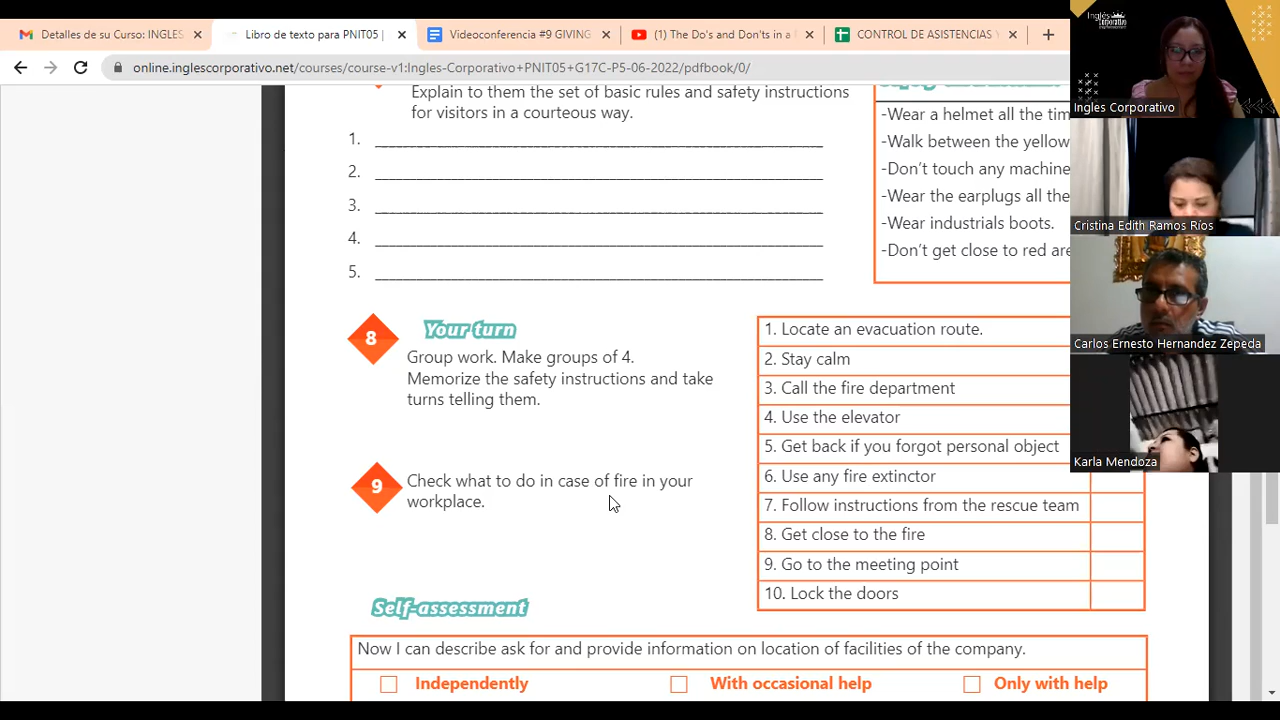 Detalles de su Curso: INGLES
Libro de texto para PNIT05 |
Videoconferencia #9 GIVING
(1) The Do's and Don'ts in a
CONTROL DE ASISTENCIAS
online.inglescorporativo.net/courses/course-v1:Ingles-Corporativo+PNIT05+G17C-P5-06-2022/pdfbook/0/
Explain to them the set of basic rules and safety instructions
for visitors in a courteous way.
1.
2.
3.
4.
5.
-Wear a helmet all the tim
-Walk between the yellow
-Don't touch any machine
-Wear the earplugs all the
-Wear industrials boots.
-Don't get close to red are
8
Your turn
Group work. Make groups of 4.
Memorize the safety instructions and take
turns telling them.
9
Check what to do in case of fire in your
workplace.
1. Locate an evacuation route.
2. Stay calm
3. Call the fire department
4. Use the elevator
5. Get back if you forgot personal object
6. Use any fire extinctor
7. Follow instructions from the rescue team
8. Get close to the fire
9. Go to the meeting point
10. Lock the doors
Self-assessment
Now I can describe ask for and provide information on location of facilities of the company.
Independently
With occasional help
Only with help
Inglés
Corporativo
Ingles Corporativo
Cristina Edith Ramos Ríos
Carlos Ernesto Hernandez Zepeda
Karla Mendoza